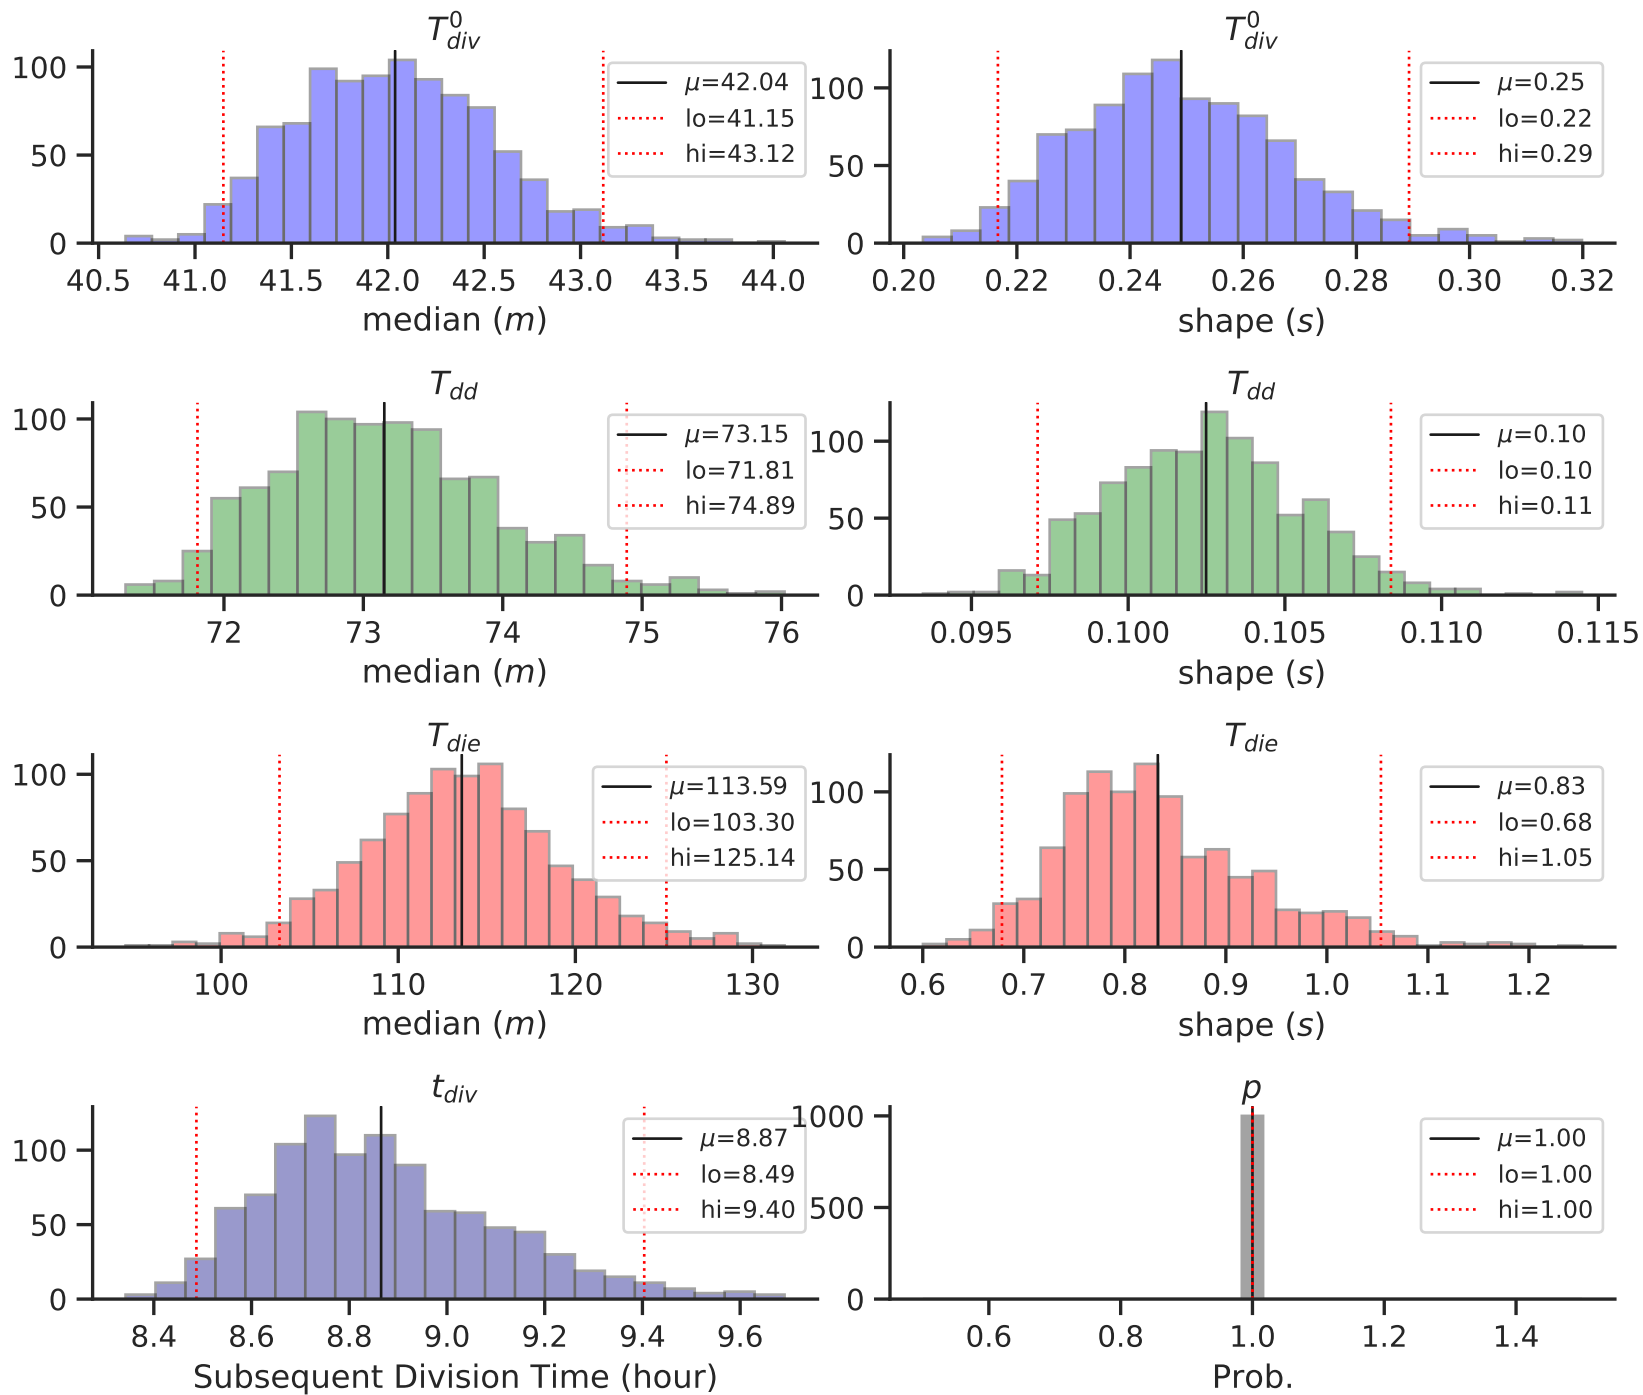 T⁰div
100
50
0
μ=42.04
lo=41.15
hi=43.12
40.5 41.0 41.5 42.0 42.5 43.0 43.5 44.0
median (m)
T⁰div
100
50
0
μ=0.25
lo=0.22
hi=0.29
0.20 0.22 0.24 0.26 0.28 0.30 0.32
shape (s)
Tdd
100
50
0
μ=73.15
lo=71.81
hi=74.89
72 73 74 75 76
median (m)
Tdd
100
50
0
μ=0.10
lo=0.10
hi=0.11
0.095 0.100 0.105 0.110 0.115
shape (s)
Tdie
100
50
0
μ=113.59
lo=103.30
hi=125.14
100 110 120 130
median (m)
Tdie
100
50
0
μ=0.83
lo=0.68
hi=1.05
0.6 0.7 0.8 0.9 1.0 1.1 1.2
shape (s)
tdiv
100
50
0
μ=8.87
lo=8.49
hi=9.40
8.4 8.6 8.8 9.0 9.2 9.4 9.6
Subsequent Division Time (hour)
p
1000
500
0
μ=1.00
lo=1.00
hi=1.00
0.6 0.8 1.0 1.2 1.4
Prob.